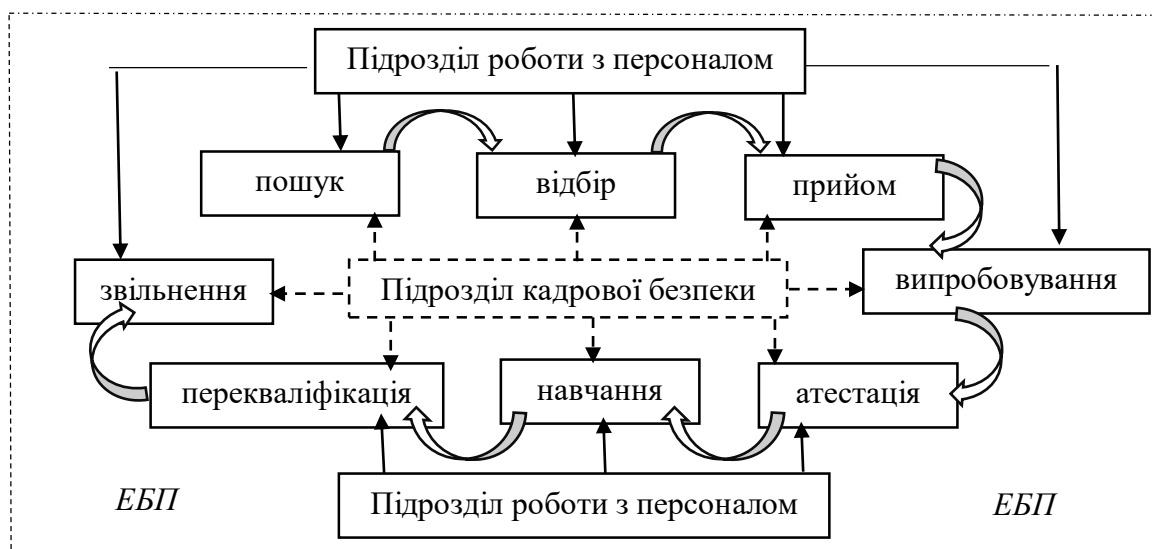 Підрозділ роботи з персоналом
пошук
відбір
прийом
звільнення
Підрозділ кадрової безпеки
випробовування
перекваліфікація
навчання
атестація
ЕБП
Підрозділ роботи з персоналом
ЕБП